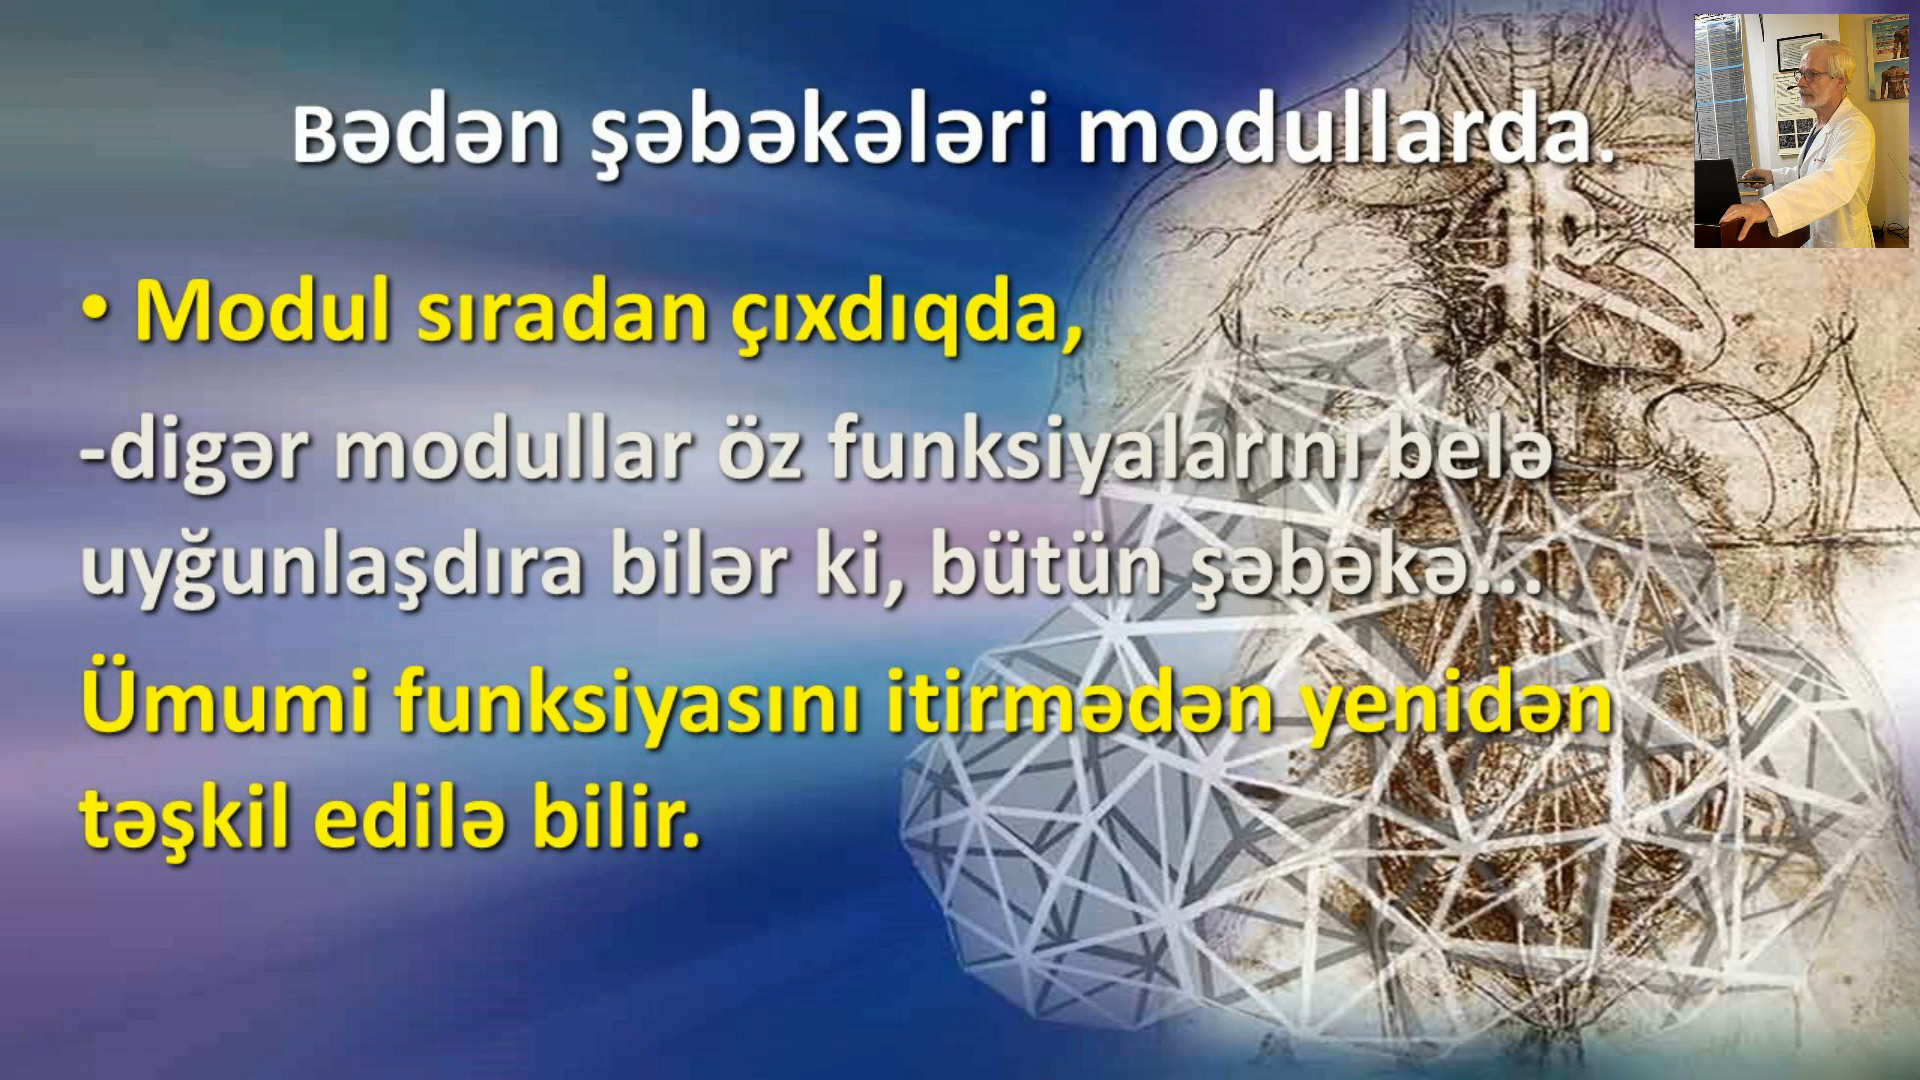 Bədən şəbəkələri modullarda.
• Modul sıradan çıxdıqda,
-digər modullar öz funksiyalarını belə
uyğunlaşdıra bilər ki, bütün şəbəkə...
Ümumi funksiyasını itirmədən yenidən
təşkil edilə bilir.